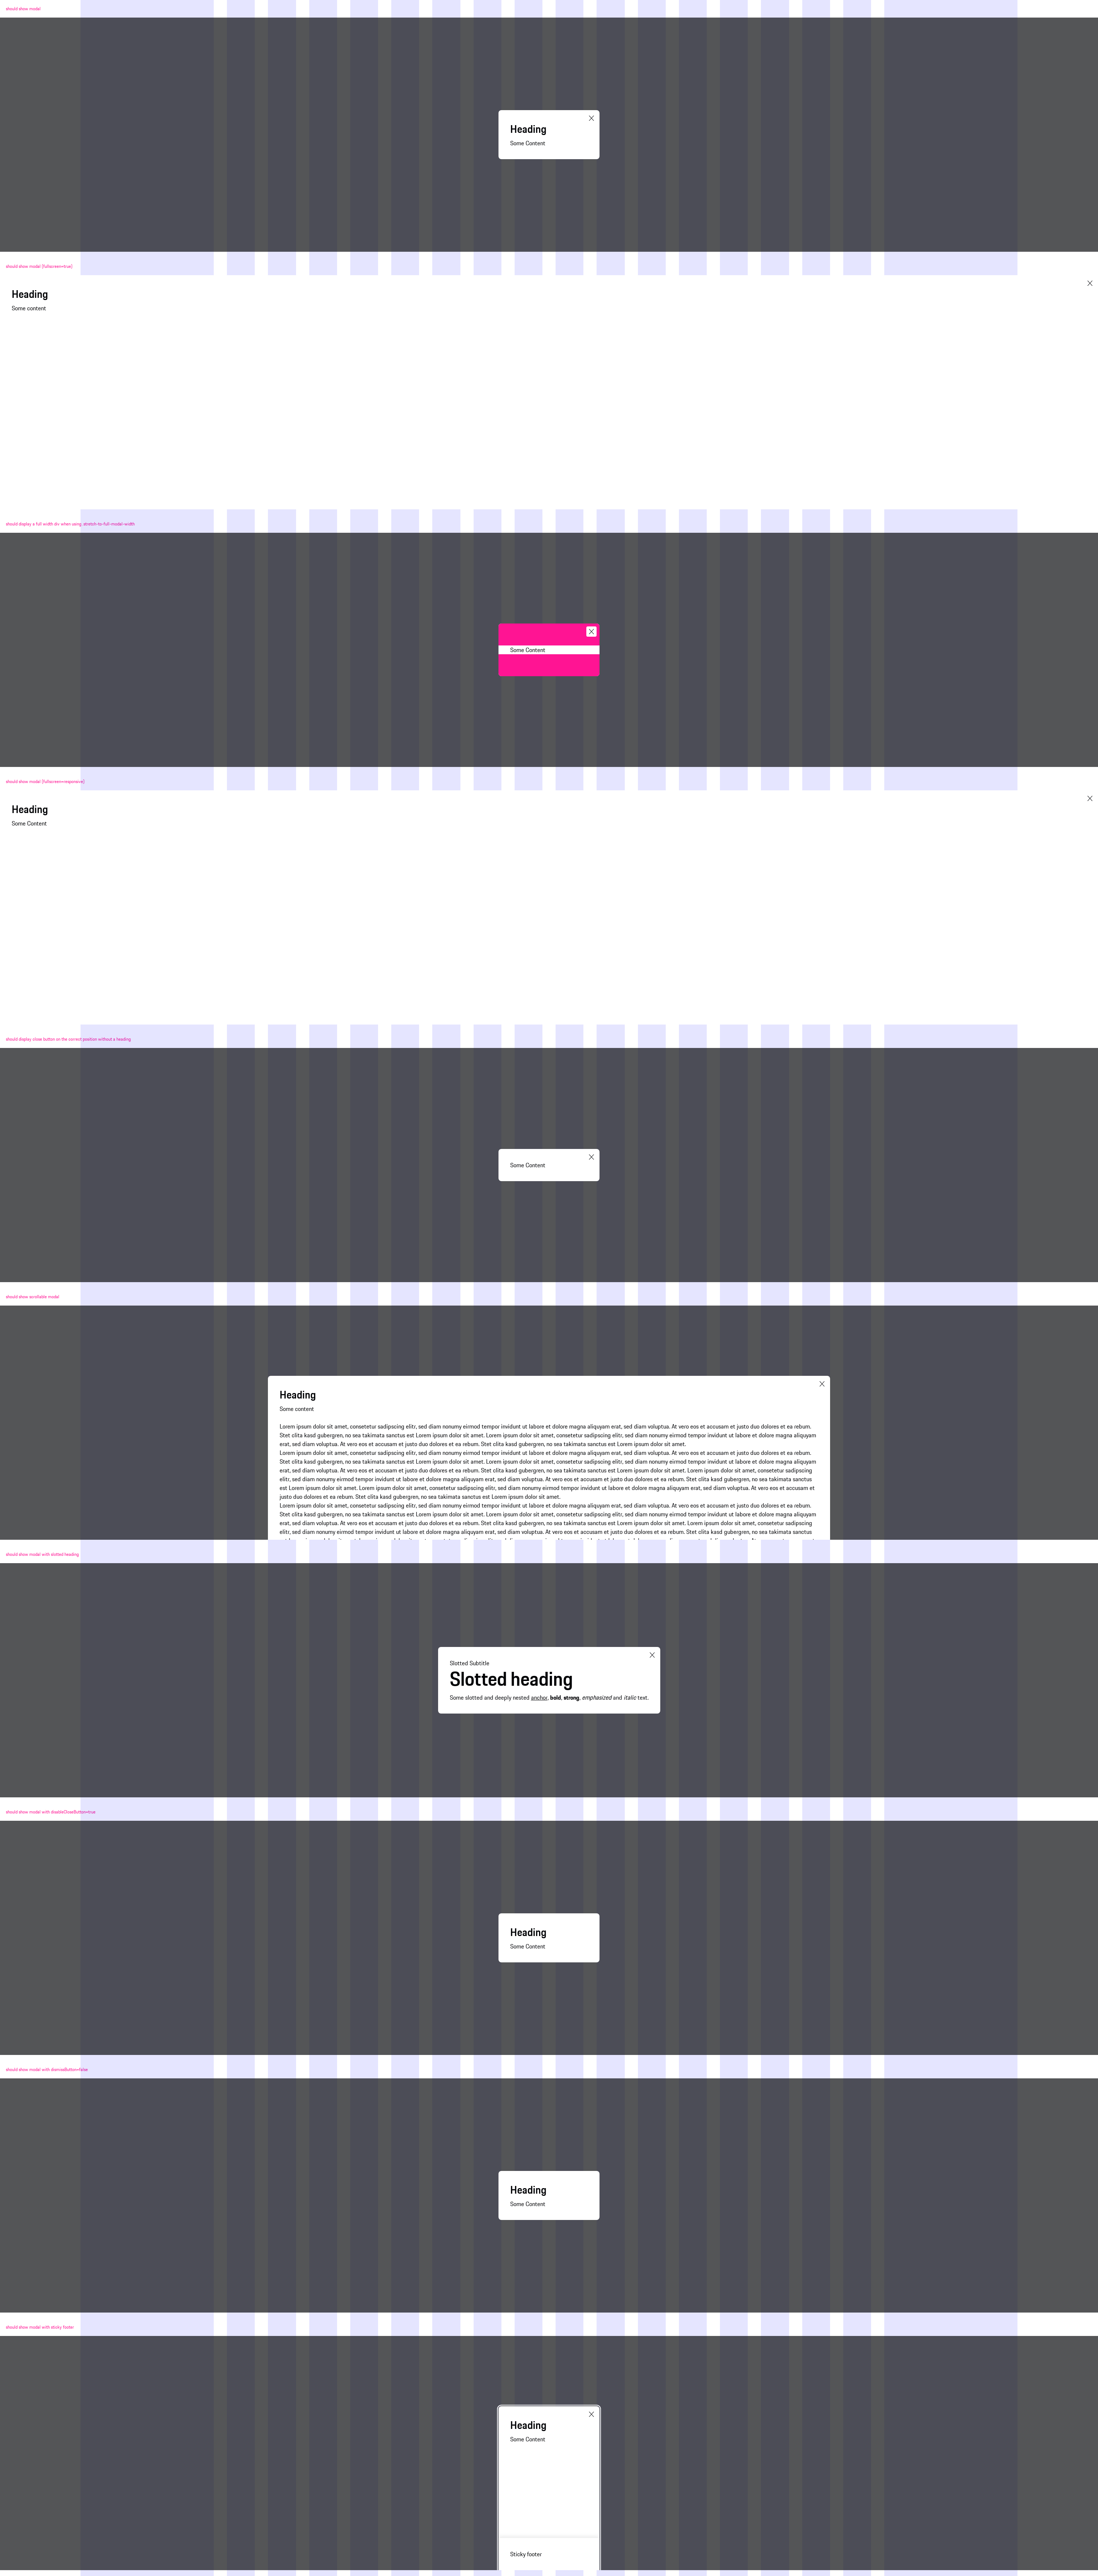 should show modal
Heading
Some Content
should show modal (fullscreen=true)
Heading
Some content
should display a full width div when using .stretch-to-full-modal-width
Some Content
should show modal (fullscreen=responsive)
Heading
Some Content
should display close button on the correct position without a heading
Some Content
should show scrollable modal
Heading
Some content
Lorem ipsum dolor sit amet, consetetur sadipscing elitr, sed diam nonumy eirmod tempor invidunt ut labore et dolore magna aliquyam erat, sed diam voluptua. At vero eos et accusam et justo duo dolores et ea rebum.
Stet clita kasd gubergren, no sea takimata sanctus est Lorem ipsum dolor sit amet. Lorem ipsum dolor sit amet, consetetur sadipscing elitr, sed diam nonumy eirmod tempor invidunt ut labore et dolore magna aliquyam
erat, sed diam voluptua. At vero eos et accusam et justo duo dolores et ea rebum. Stet clita kasd gubergren, no sea takimata sanctus est Lorem ipsum dolor sit amet.
Lorem ipsum dolor sit amet, consetetur sadipscing elitr, sed diam nonumy eirmod tempor invidunt ut labore et dolore magna aliquyam erat, sed diam voluptua. At vero eos et accusam et justo duo dolores et ea rebum.
Stet clita kasd gubergren, no sea takimata sanctus est Lorem ipsum dolor sit amet. Lorem ipsum dolor sit amet, consetetur sadipscing elitr, sed diam nonumy eirmod tempor invidunt ut labore et dolore magna aliquyam
erat, sed diam voluptua. At vero eos et accusam et justo duo dolores et ea rebum. Stet clita kasd gubergren, no sea takimata sanctus est Lorem ipsum dolor sit amet. Lorem ipsum dolor sit amet, consetetur sadipscing
elitr, sed diam nonumy eirmod tempor invidunt ut labore et dolore magna aliquyam erat, sed diam voluptua. At vero eos et accusam et justo duo dolores et ea rebum. Stet clita kasd gubergren, no sea takimata sanctus
est Lorem ipsum dolor sit amet. Lorem ipsum dolor sit amet, consetetur sadipscing elitr, sed diam nonumy eirmod tempor invidunt ut labore et dolore magna aliquyam erat, sed diam voluptua. At vero eos et accusam et
justo duo dolores et ea rebum. Stet clita kasd gubergren, no sea takimata sanctus est Lorem ipsum dolor sit amet.
Lorem ipsum dolor sit amet, consetetur sadipscing elitr, sed diam nonumy eirmod tempor invidunt ut labore et dolore magna aliquyam erat, sed diam voluptua. At vero eos et accusam et justo duo dolores et ea rebum.
Stet clita kasd gubergren, no sea takimata sanctus est Lorem ipsum dolor sit amet. Lorem ipsum dolor sit amet, consetetur sadipscing elitr, sed diam nonumy eirmod tempor invidunt ut labore et dolore magna aliquyam
erat, sed diam voluptua. At vero eos et accusam et justo duo dolores et ea rebum. Stet clita kasd gubergren, no sea takimata sanctus est Lorem ipsum dolor sit amet. Lorem ipsum dolor sit amet, consetetur sadipscing
elitr, sed diam nonumy eirmod tempor invidunt ut labore et dolore magna aliquyam erat, sed diam voluptua. At vero eos et accusam et justo duo dolores et ea rebum. Stet clita kasd gubergren, no sea takimata sanctus
should show modal with slotted heading
Slotted Subtitle
Slotted heading
Some slotted and deeply nested anchor, bold, strong, emphasized and italic text.
should show modal with disableCloseButton=true
Heading
Some Content
should show modal with dismissButton=false
Heading
Some Content
should show modal with sticky footer
Heading
Some Content
Sticky footer